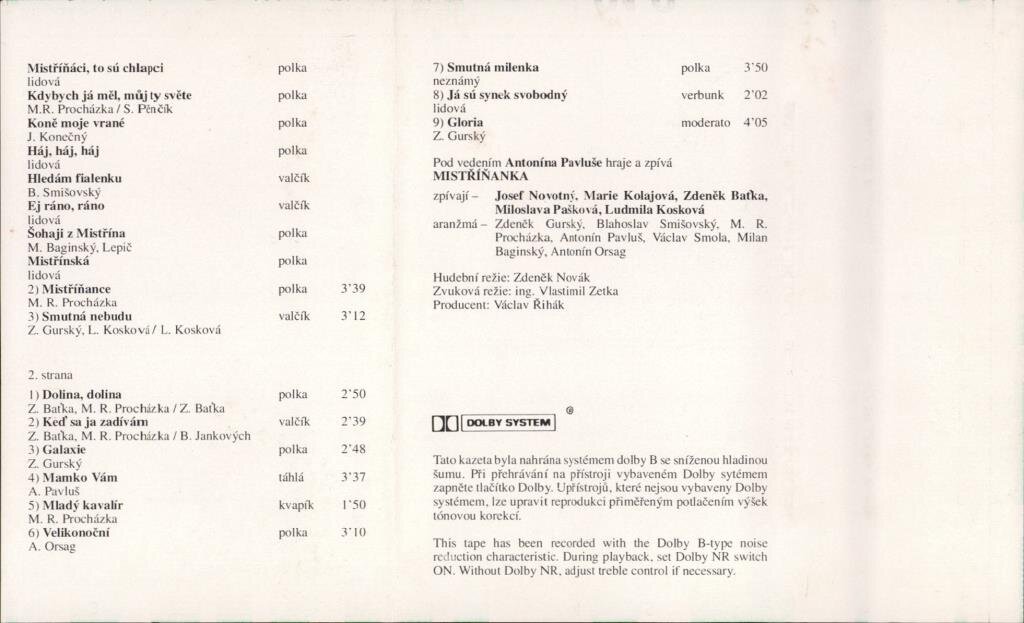 Mistříňáci, to sú chlapci polka
lidová
Kdybych já měl, můj ty světe polka
M.R. Procházka / S. Pěnčík
Koně moje vrané polka
J. Konečný
Háj, háj, háj polka
lidová
Hledám fialenku valčík
B. Smišovský
Ej ráno, ráno valčík
lidová
Šohaji z Mistřína polka
M. Baginský, Lepič
Mistřínská polka
lidová
2) Mistříňance polka 3'39
M. R. Procházka
3) Smutná nebudu valčík 3'12
Z. Gurský, L. Kosková / L. Kosková
2. strana
1) Dolina, dolina polka 2'50
Z. Baťka, M. R. Procházka / Z. Baťka
2) Keď sa ja zadívám valčík 2'39
Z. Baťka, M. R. Procházka / B. Jankových
3) Galaxie polka 2'48
Z. Gurský
4) Mamko Vám táhlá 3'37
A. Pavluš
5) Mladý kavalír kvapík 1'50
M. R. Procházka
6) Velikonoční polka 3'10
A. Orsag
7) Smutná milenka polka 3'50
neznámý
8) Já sú synek svobodný verbunk 2'02
lidová
9) Gloria moderato 4'05
Z. Gurský
Pod vedením Antonína Pavluše hraje a zpívá
MISTŘÍŇANKA
zpívají – Josef Novotný, Marie Kolajová, Zdeněk Baťka,
Miloslava Pašková, Ludmila Kosková
aranžmá – Zdeněk Gurský, Blahoslav Smišovský, M. R.
Procházka, Antonín Pavluš, Václav Smola, Milan
Baginský, Antonín Orsag
Hudební režie: Zdeněk Novák
Zvuková režie: ing. Vlastimil Zetka
Producent: Václav Řihák
DOLBY SYSTEM ®
Tato kazeta byla nahrána systémem dolby B se sníženou hladinou
šumu. Při přehrávání na přístroji vybaveném Dolby sytémem
zapněte tlačítko Dolby. U přístrojů, které nejsou vybaveny Dolby
systémem, lze upravit reprodukci přiměřeným potlačením výšek
tónovou korekcí.
This tape has been recorded with the Dolby B-type noise
reduction characteristic. During playback, set Dolby NR switch
ON. Without Dolby NR, adjust treble control if necessary.